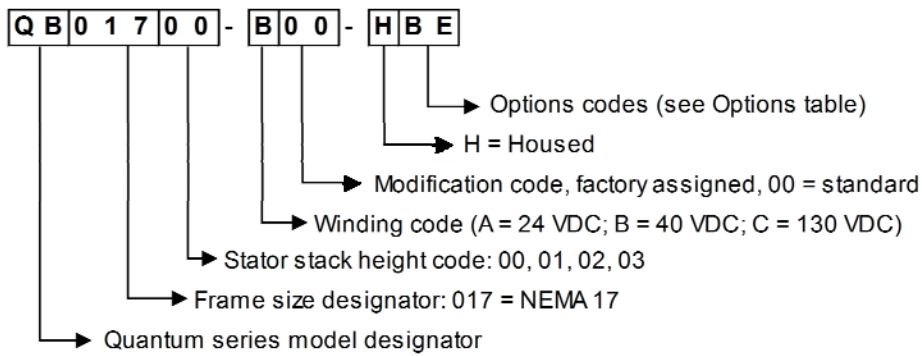 QB01700-B00-HBE
Options codes (see Options table)
H = Housed
Modification code, factory assigned, 00 = standard
Winding code (A = 24 VDC; B = 40 VDC; C = 130 VDC)
Stator stack height code: 00, 01, 02, 03
Frame size designator: 017 = NEMA 17
Quantum series model designator